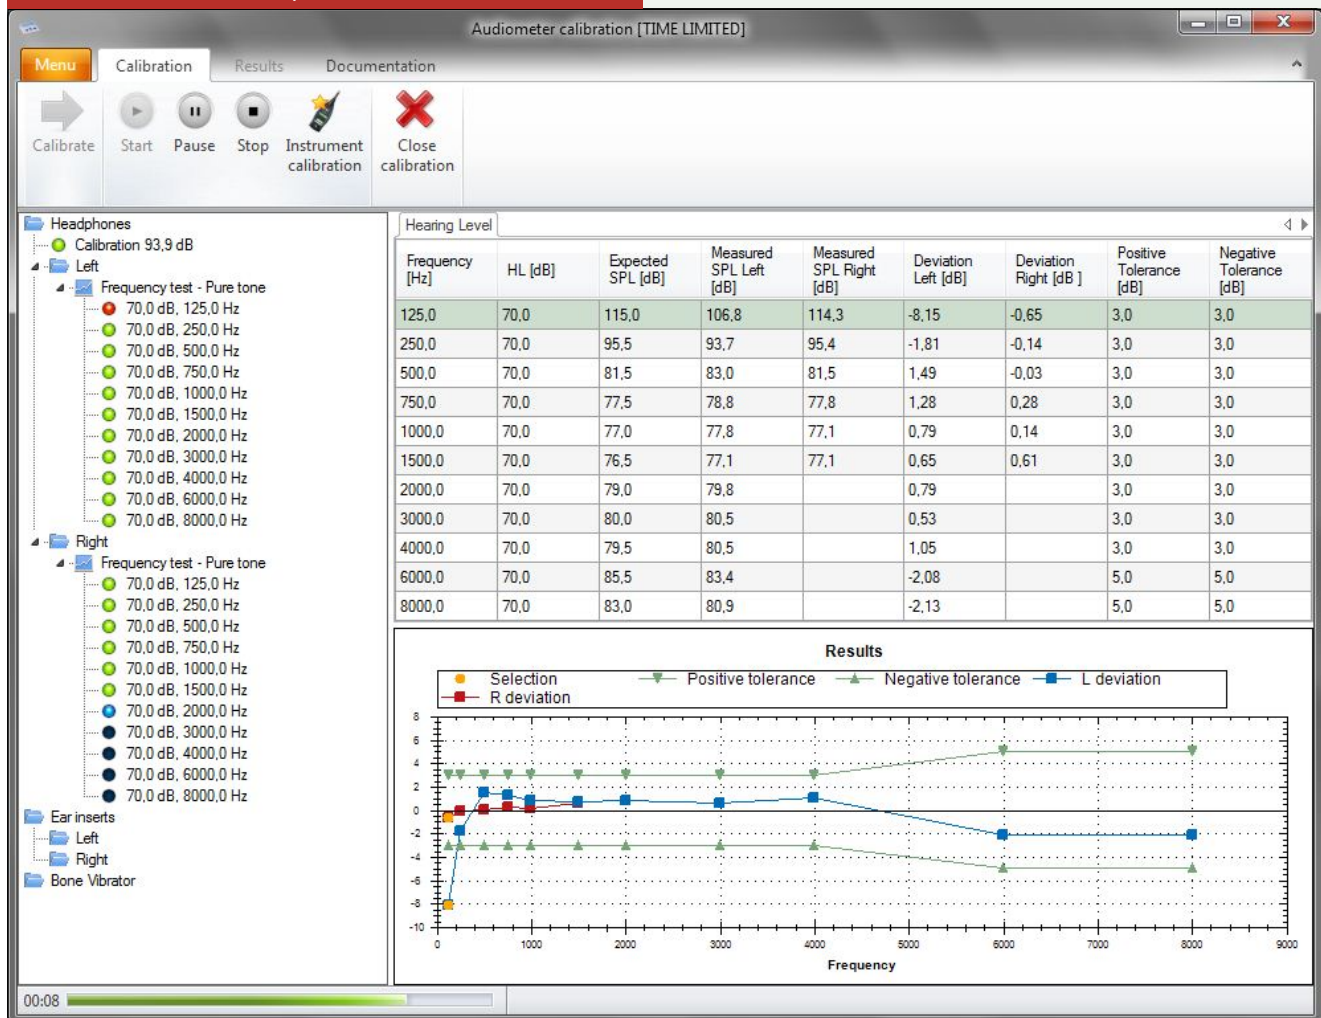 Audiometer calibration [TIME LIMITED]
Menu Calibration Results Documentation
Calibrate Start Pause Stop Instrument calibration Close calibration
Headphones
Calibration 93,9 dB
Left
Frequency test - Pure tone
70,0 dB, 125,0 Hz
70,0 dB, 250,0 Hz
70,0 dB, 500,0 Hz
70,0 dB, 750,0 Hz
70,0 dB, 1000,0 Hz
70,0 dB, 1500,0 Hz
70,0 dB, 2000,0 Hz
70,0 dB, 3000,0 Hz
70,0 dB, 4000,0 Hz
70,0 dB, 6000,0 Hz
70,0 dB, 8000,0 Hz
Right
Frequency test - Pure tone
70,0 dB, 125,0 Hz
70,0 dB, 250,0 Hz
70,0 dB, 500,0 Hz
70,0 dB, 750,0 Hz
70,0 dB, 1000,0 Hz
70,0 dB, 1500,0 Hz
70,0 dB, 2000,0 Hz
70,0 dB, 3000,0 Hz
70,0 dB, 4000,0 Hz
70,0 dB, 6000,0 Hz
70,0 dB, 8000,0 Hz
Ear inserts
Left
Right
Bone Vibrator
Hearing Level
Frequency [Hz] HL [dB] Expected SPL [dB] Measured SPL Left [dB] Measured SPL Right [dB] Deviation Left [dB] Deviation Right [dB ] Positive Tolerance [dB] Negative Tolerance [dB]
125,0 70,0 115,0 106,8 114,3 -8,15 -0,65 3,0 3,0
250,0 70,0 95,5 93,7 95,4 -1,81 -0,14 3,0 3,0
500,0 70,0 81,5 83,0 81,5 1,49 -0,03 3,0 3,0
750,0 70,0 77,5 78,8 77,8 1,28 0,28 3,0 3,0
1000,0 70,0 77,0 77,8 77,1 0,79 0,14 3,0 3,0
1500,0 70,0 76,5 77,1 77,1 0,65 0,61 3,0 3,0
2000,0 70,0 79,0 79,8 0,79 3,0 3,0
3000,0 70,0 80,0 80,5 0,53 3,0 3,0
4000,0 70,0 79,5 80,5 1,05 3,0 3,0
6000,0 70,0 85,5 83,4 -2,08 5,0 5,0
8000,0 70,0 83,0 80,9 -2,13 5,0 5,0
Results
Selection Positive tolerance Negative tolerance L deviation
R deviation
8
6
4
2
0
-2
-4
-6
-8
-10
0 1000 2000 3000 4000 5000 6000 7000 8000 9000
Frequency
00:08